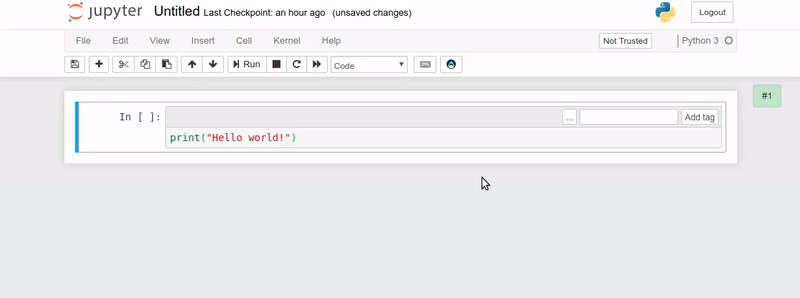 jupyter Untitled Last Checkpoint: an hour ago (unsaved changes) Logout
File Edit View Insert Cell Kernel Help Not Trusted Python 3
Run Code
#1
In [ ]: ... Add tag
print("Hello world!")